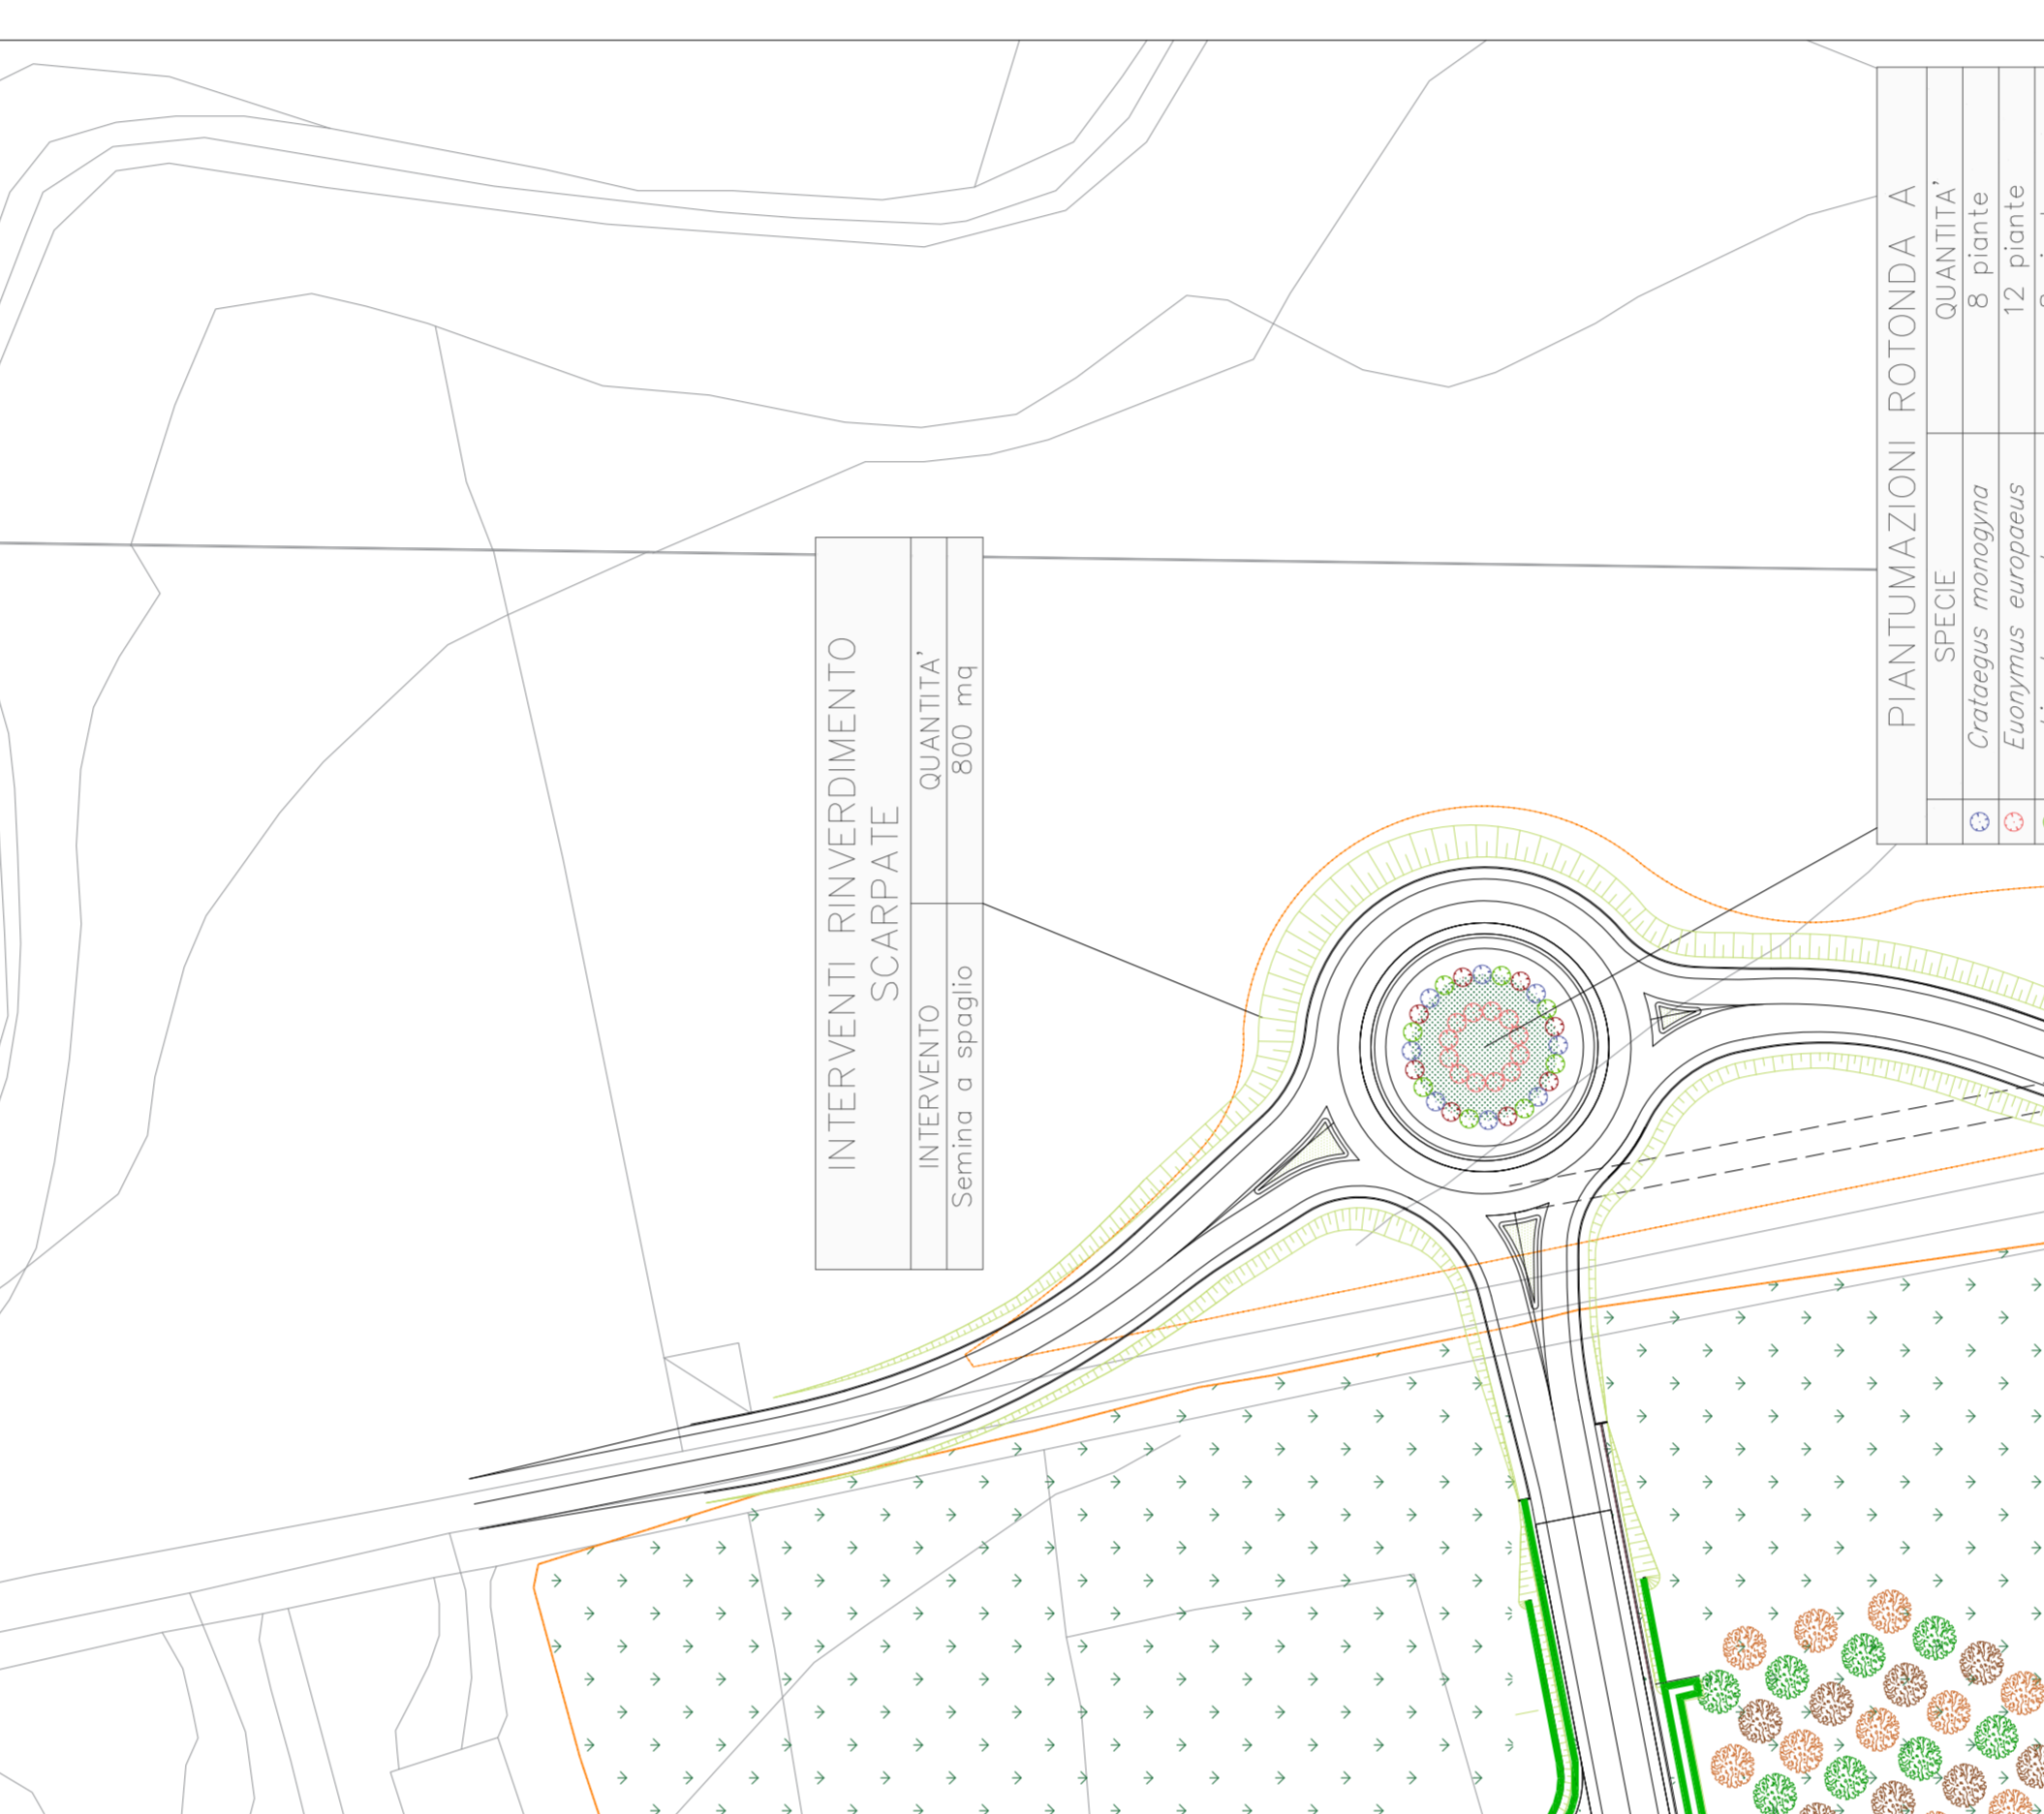 INTERVENTI RINVERDIMENTO
SCARPATE
INTERVENTO QUANTITA'
Semina a spaglio 800 mq
PIANTUMAZIONI ROTONDA A
SPECIE QUANTITA'
Crataegus monogyna 8 piante
Euonymus europaeus 12 piante